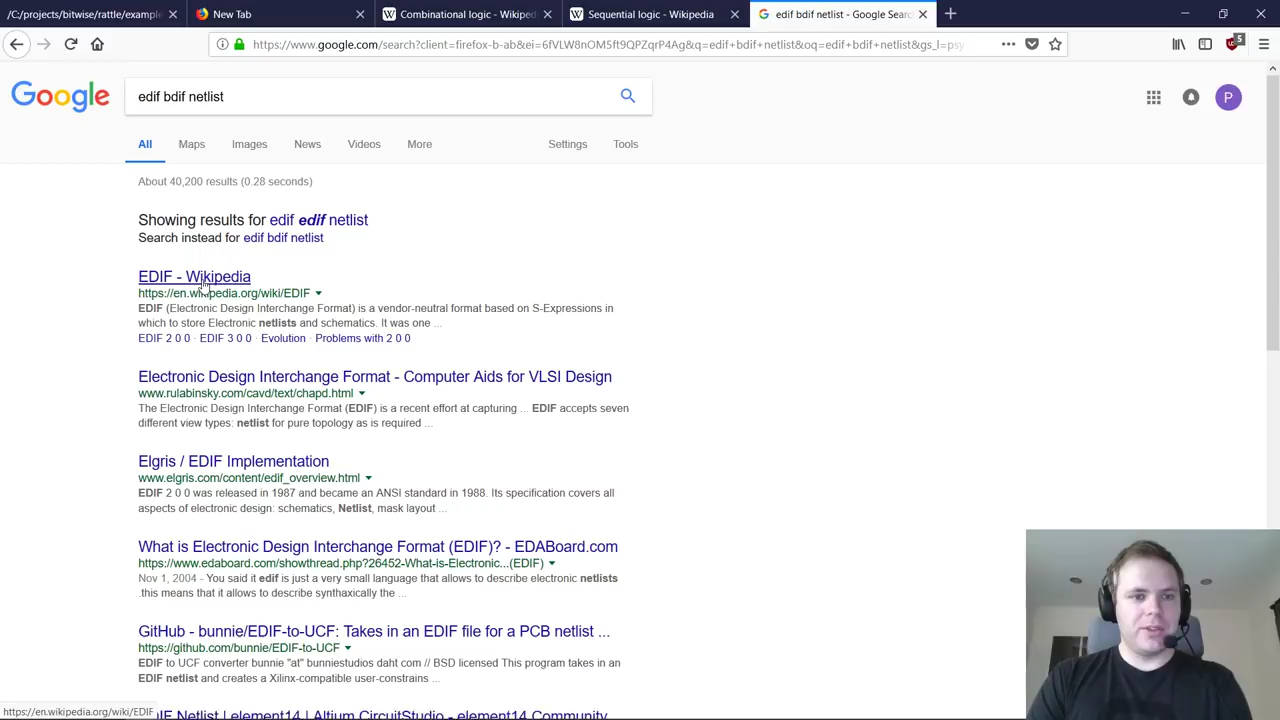 /C:/projects/bitwise/rattle/example
New Tab
Combinational logic - Wikiped
Sequential logic - Wikipedia
edif bdif netlist - Google Searc
https://www.google.com/search?client=firefox-b-ab&ei=6fVLW8nOM5ft9QPZqrP4Ag&q=edif+bdif+netlist&oq=edif+bdif+netlist&gs_l=psy
5
Google
edif bdif netlist
P
All
Maps
Images
News
Videos
More
Settings
Tools
About 40,200 results (0.28 seconds)
Showing results for edif edif netlist
Search instead for edif bdif netlist
EDIF - Wikipedia
https://en.wikipedia.org/wiki/EDIF
EDIF (Electronic Design Interchange Format) is a vendor-neutral format based on S-Expressions in
which to store Electronic netlists and schematics. It was one ...
EDIF 2 0 0 · EDIF 3 0 0 · Evolution · Problems with 2 0 0
Electronic Design Interchange Format - Computer Aids for VLSI Design
www.rulabinsky.com/cavd/text/chapd.html
The Electronic Design Interchange Format (EDIF) is a recent effort at capturing ... EDIF accepts seven
different view types: netlist for pure topology as is required ...
Elgris / EDIF Implementation
www.elgris.com/content/edif_overview.html
EDIF 2 0 0 was released in 1987 and became an ANSI standard in 1988. Its specification covers all
aspects of electronic design: schematics, Netlist, mask layout ...
What is Electronic Design Interchange Format (EDIF)? - EDABoard.com
https://www.edaboard.com/showthread.php?26452-What-is-Electronic...(EDIF)
Nov 1, 2004 - You said it edif is just a very small language that allows to describe electronic netlists
.this means that it allows to describe synthaxically the ...
GitHub - bunnie/EDIF-to-UCF: Takes in an EDIF file for a PCB netlist ...
https://github.com/bunnie/EDIF-to-UCF
EDIF to UCF converter bunnie "at" bunniestudios daht com // BSD licensed This program takes in an
EDIF netlist and creates a Xilinx-compatible user-constrains ...
https://en.wikipedia.org/wiki/EDIF
Netlist | element14 | Altium CircuitStudio - element14 Community